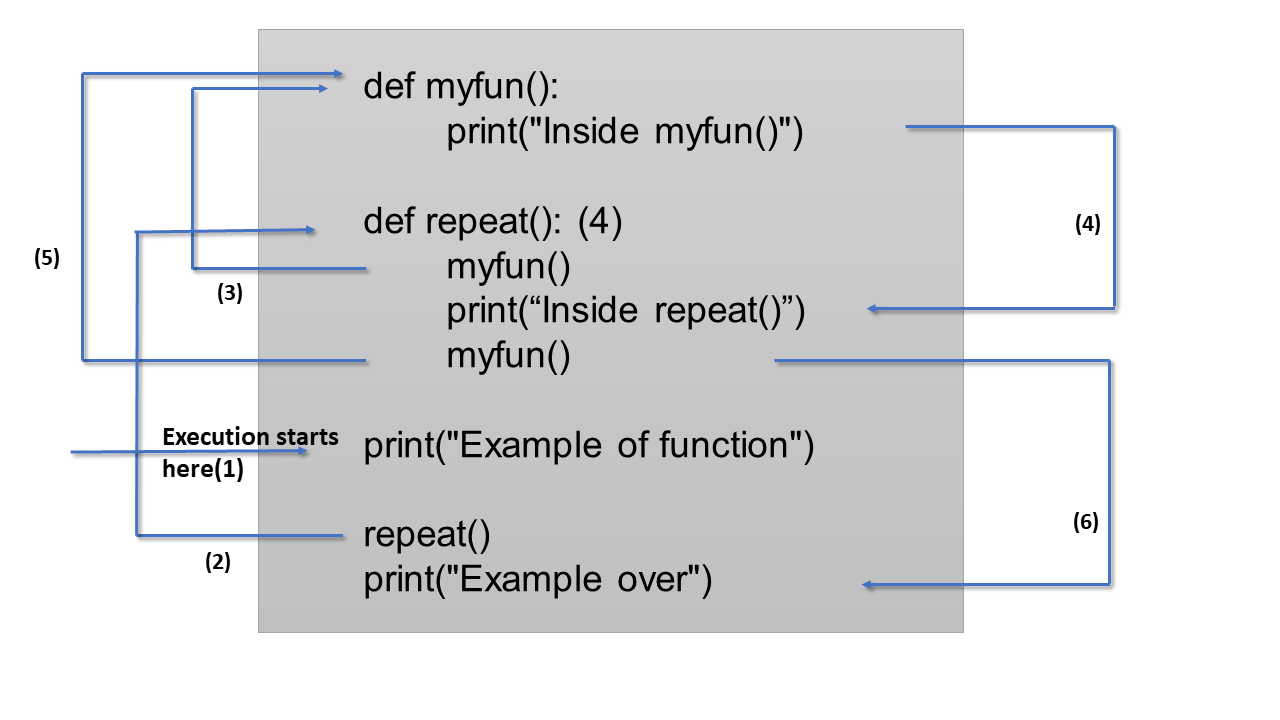 def myfun():
print("Inside myfun()")
(4)
def repeat(): (4)
(5)
myfun()
(3)
print(“Inside repeat()”)
myfun()
Execution starts
here(1)
print("Example of function")
(6)
repeat()
(2)
print("Example over")